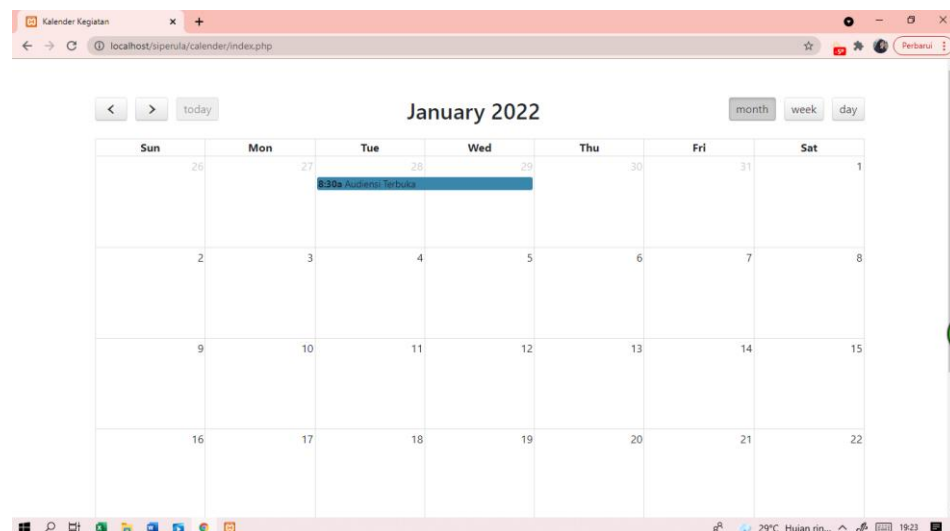 Kalender Kegiatan
localhost/siperula/calender/index.php
Perbarui
today
January 2022
month week day
Sun Mon Tue Wed Thu Fri Sat
26 27 28 29 30 31 1
8:30a Audiensi Terbuka
2 3 4 5 6 7 8
9 10 11 12 13 14 15
16 17 18 19 20 21 22
29°C Hujan rin... 19:23